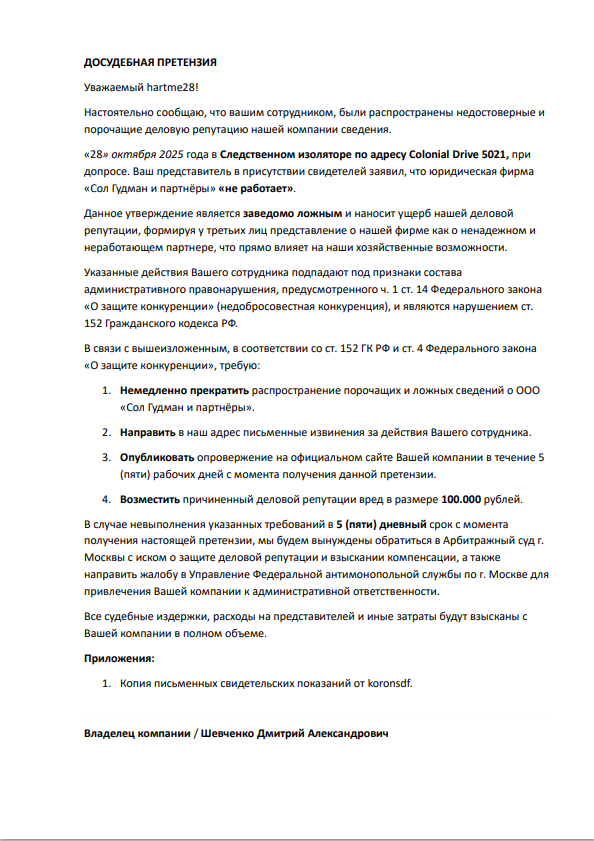 ДОСУДЕБНАЯ ПРЕТЕНЗИЯ
Уважаемый hartme28!
Настоятельно сообщаю, что вашим сотрудником, были распространены недостоверные и
порочащие деловую репутацию нашей компании сведения.
«28» октября 2025 года в Следственном изоляторе по адресу Colonial Drive 5021, при
допросе. Ваш представитель в присутствии свидетелей заявил, что юридическая фирма
«Сол Гудман и партнёры» «не работает».
Данное утверждение является заведомо ложным и наносит ущерб нашей деловой
репутации, формируя у третьих лиц представление о нашей фирме как о ненадежном и
неработающем партнере, что прямо влияет на наши хозяйственные возможности.
Указанные действия Вашего сотрудника подпадают под признаки состава
административного правонарушения, предусмотренного ч. 1 ст. 14 Федерального закона
«О защите конкуренции» (недобросовестная конкуренция), и являются нарушением ст.
152 Гражданского кодекса РФ.
В связи с вышеизложенным, в соответствии со ст. 152 ГК РФ и ст. 4 Федерального закона
«О защите конкуренции», требую:
1. Немедленно прекратить распространение порочащих и ложных сведений о ООО
«Сол Гудман и партнёры».
2. Направить в наш адрес письменные извинения за действия Вашего сотрудника.
3. Опубликовать опровержение на официальном сайте Вашей компании в течение 5
(пяти) рабочих дней с момента получения данной претензии.
4. Возместить причиненный деловой репутации вред в размере 100.000 рублей.
В случае невыполнения указанных требований в 5 (пяти) дневный срок с момента
получения настоящей претензии, мы будем вынуждены обратиться в Арбитражный суд г.
Москвы с иском о защите деловой репутации и взыскании компенсации, а также
направить жалобу в Управление Федеральной антимонопольной службы по г. Москве для
привлечения Вашей компании к административной ответственности.
Все судебные издержки, расходы на представителей и иные затраты будут взысканы с
Вашей компании в полном объеме.
Приложения:
1. Копия письменных свидетельских показаний от koronsdf.
Владелец компании / Шевченко Дмитрий Александрович